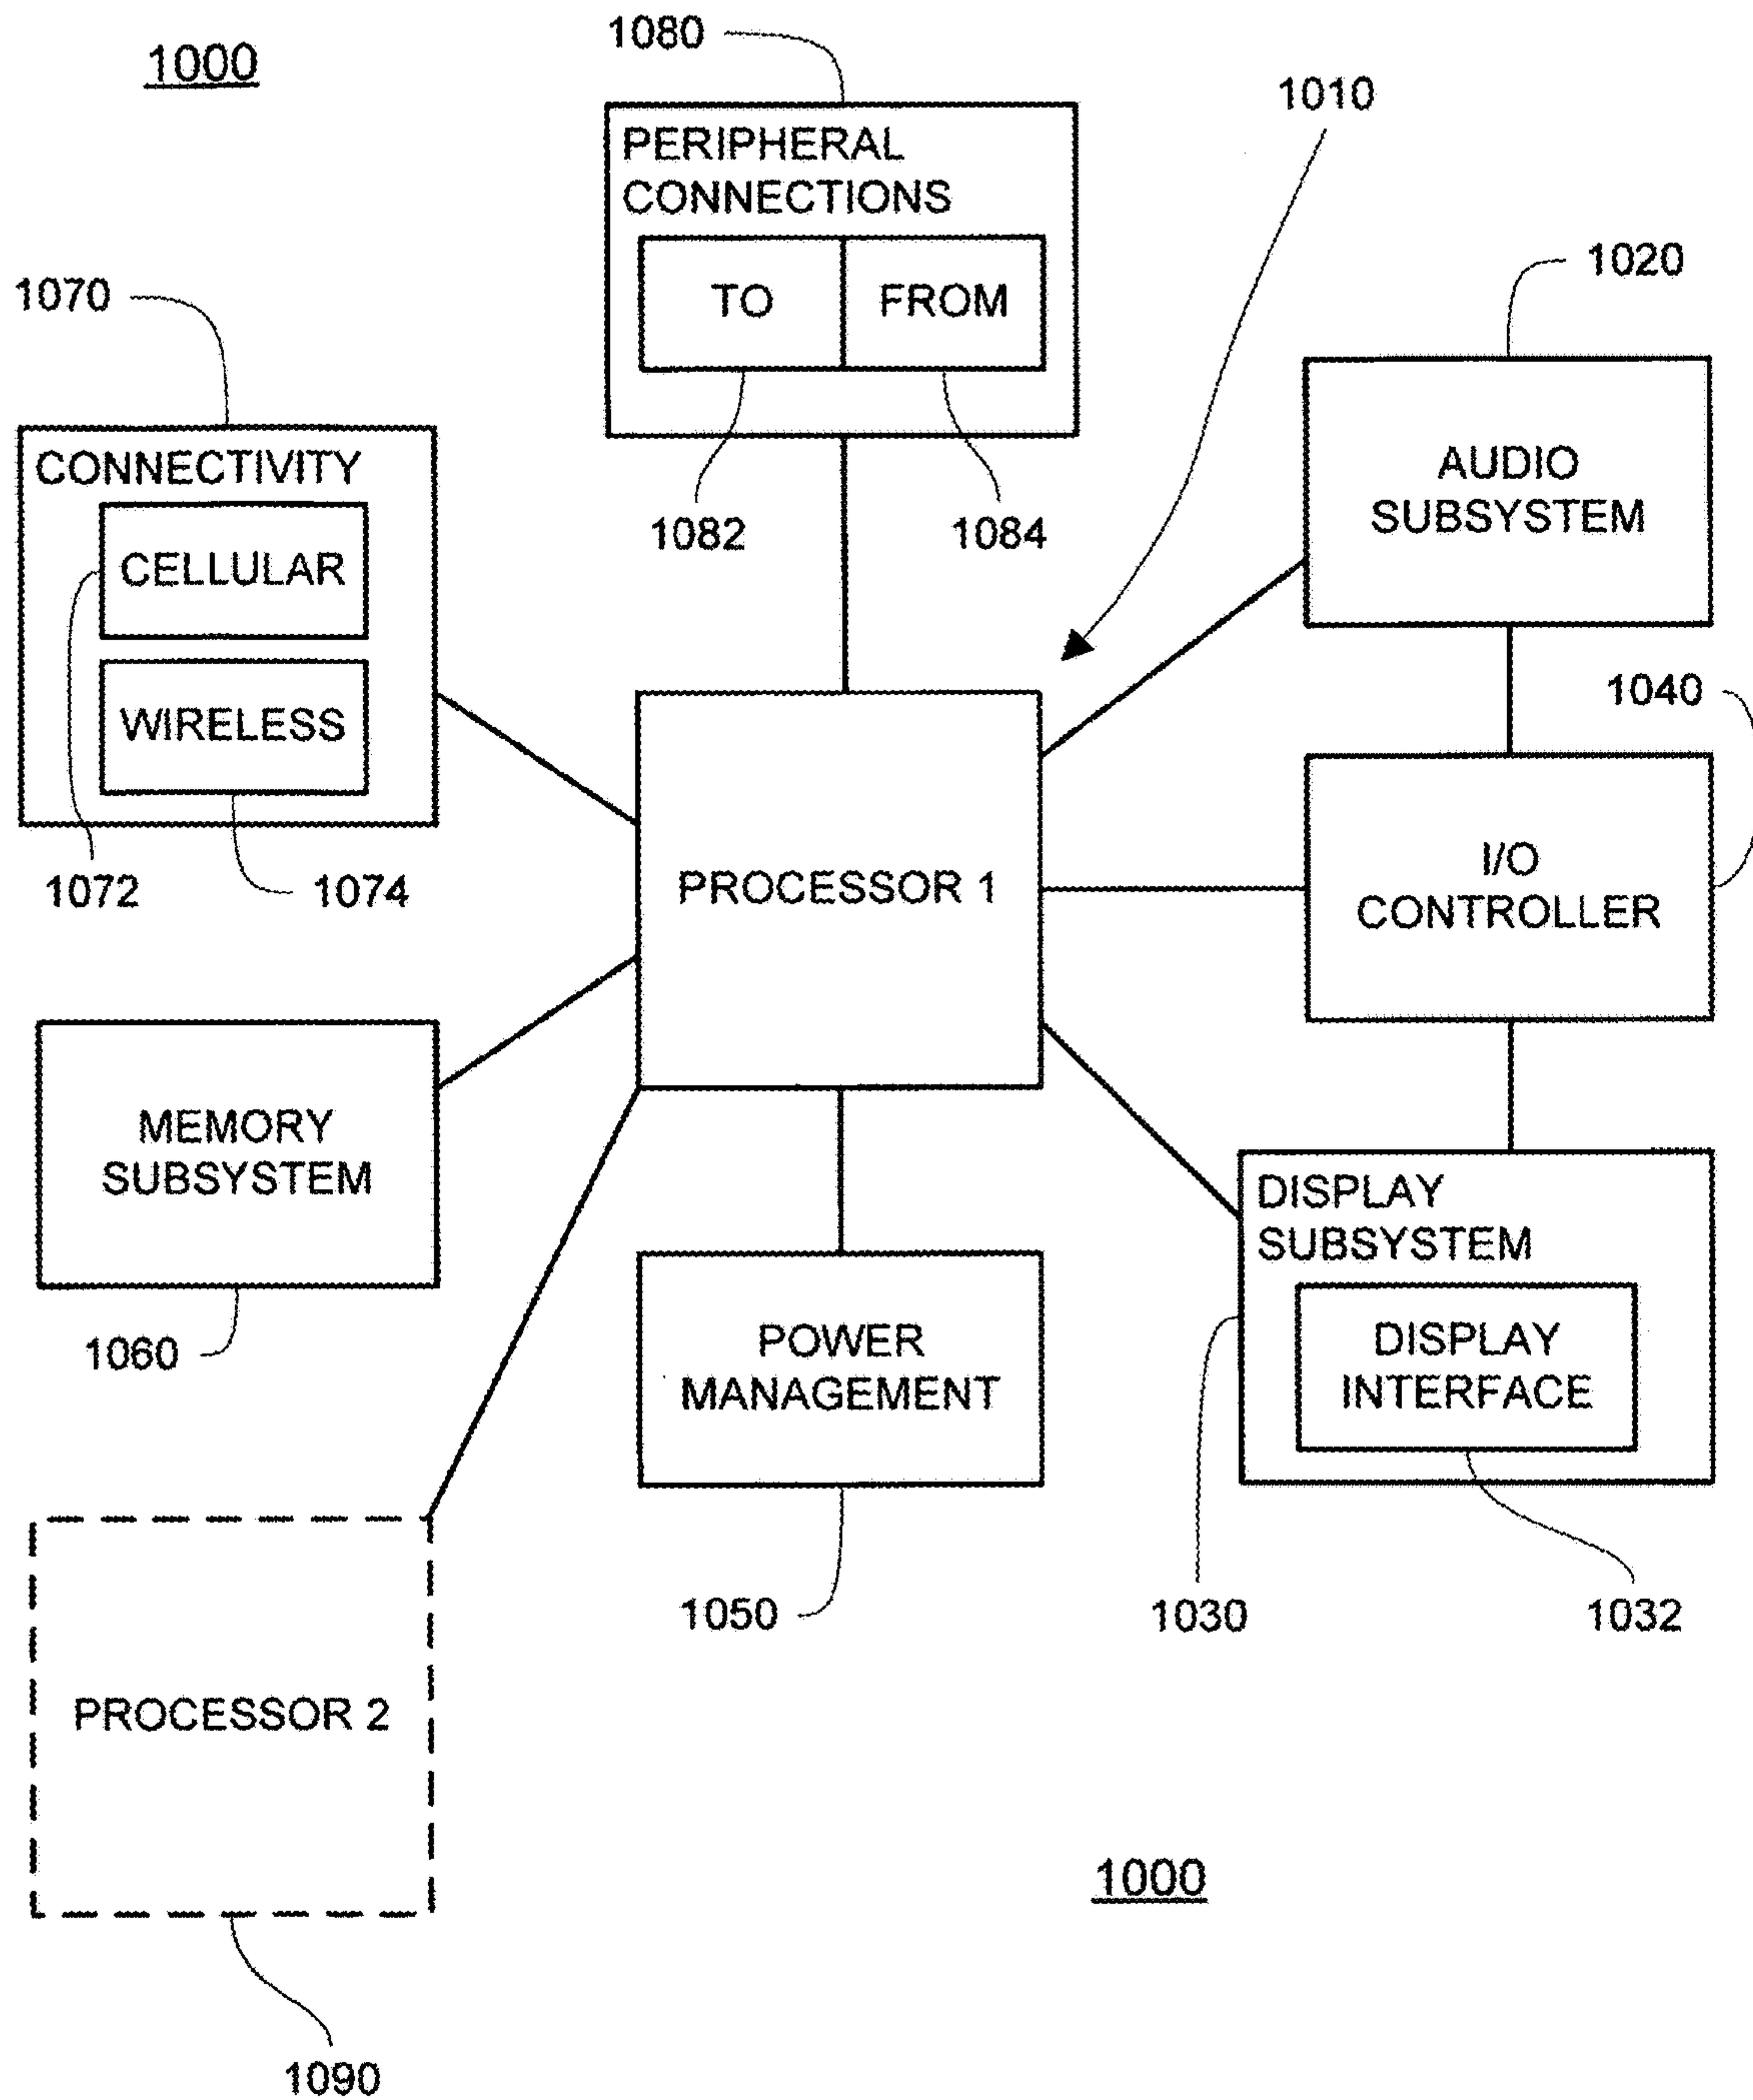 1000
1080
1010
PERIPHERAL
CONNECTIONS
TO
FROM
1082
1084
1070
CONNECTIVITY
CELLULAR
WIRELESS
1072
1074
1020
AUDIO
SUBSYSTEM
1040
I/O
CONTROLLER
PROCESSOR 1
MEMORY
SUBSYSTEM
1060
POWER
MANAGEMENT
1050
DISPLAY
SUBSYSTEM
DISPLAY
INTERFACE
1030
1032
PROCESSOR 2
1090
1000